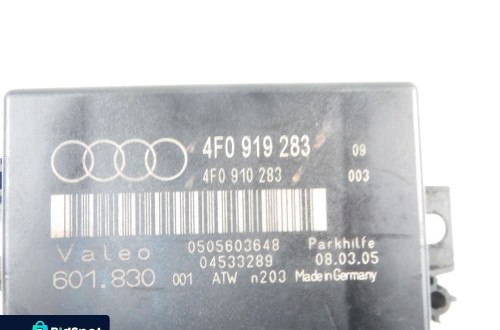 4F0 919 283 09
4F0 910 283 003
Valeo 0505603648 Parkhilfe
04533289 08.03.05
601.830 001 ATW n203 Made in Germany
BidSpot